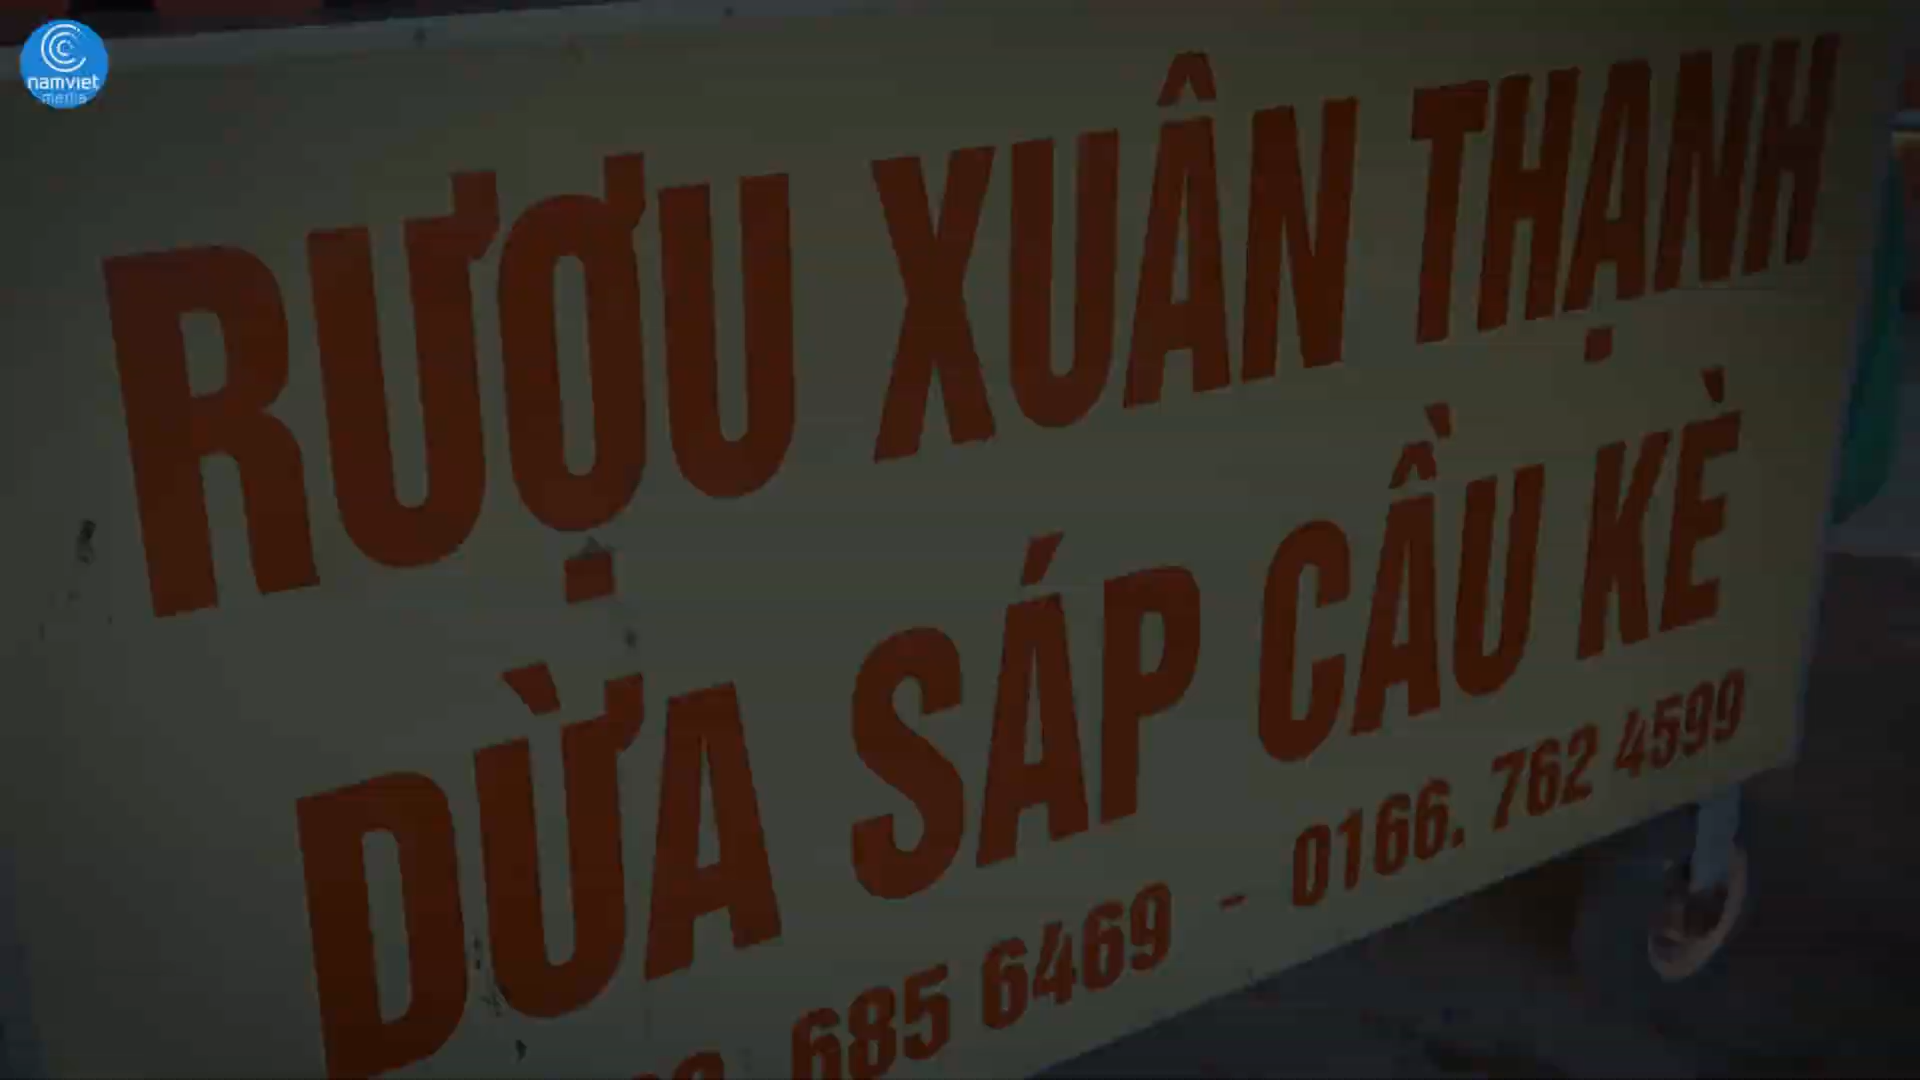 namviet
media
RƯỢU XUÂN THẠNH
DỪA SÁP CẦU KÈ
685 6469 - 0166. 762 4599